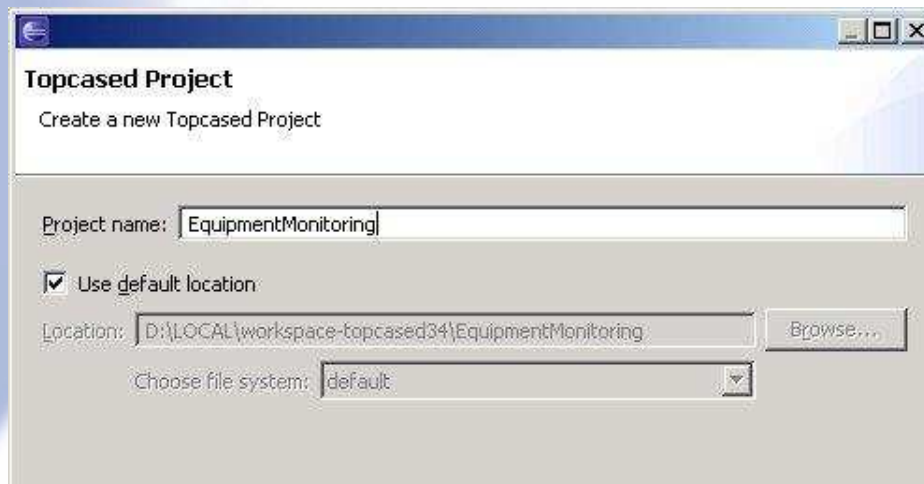 Topcased Project
Create a new Topcased Project
Project name: EquipmentMonitoring
Use default location
Location: D:\LOCAL\workspace-topcased34\EquipmentMonitoring Browse...
Choose file system: default